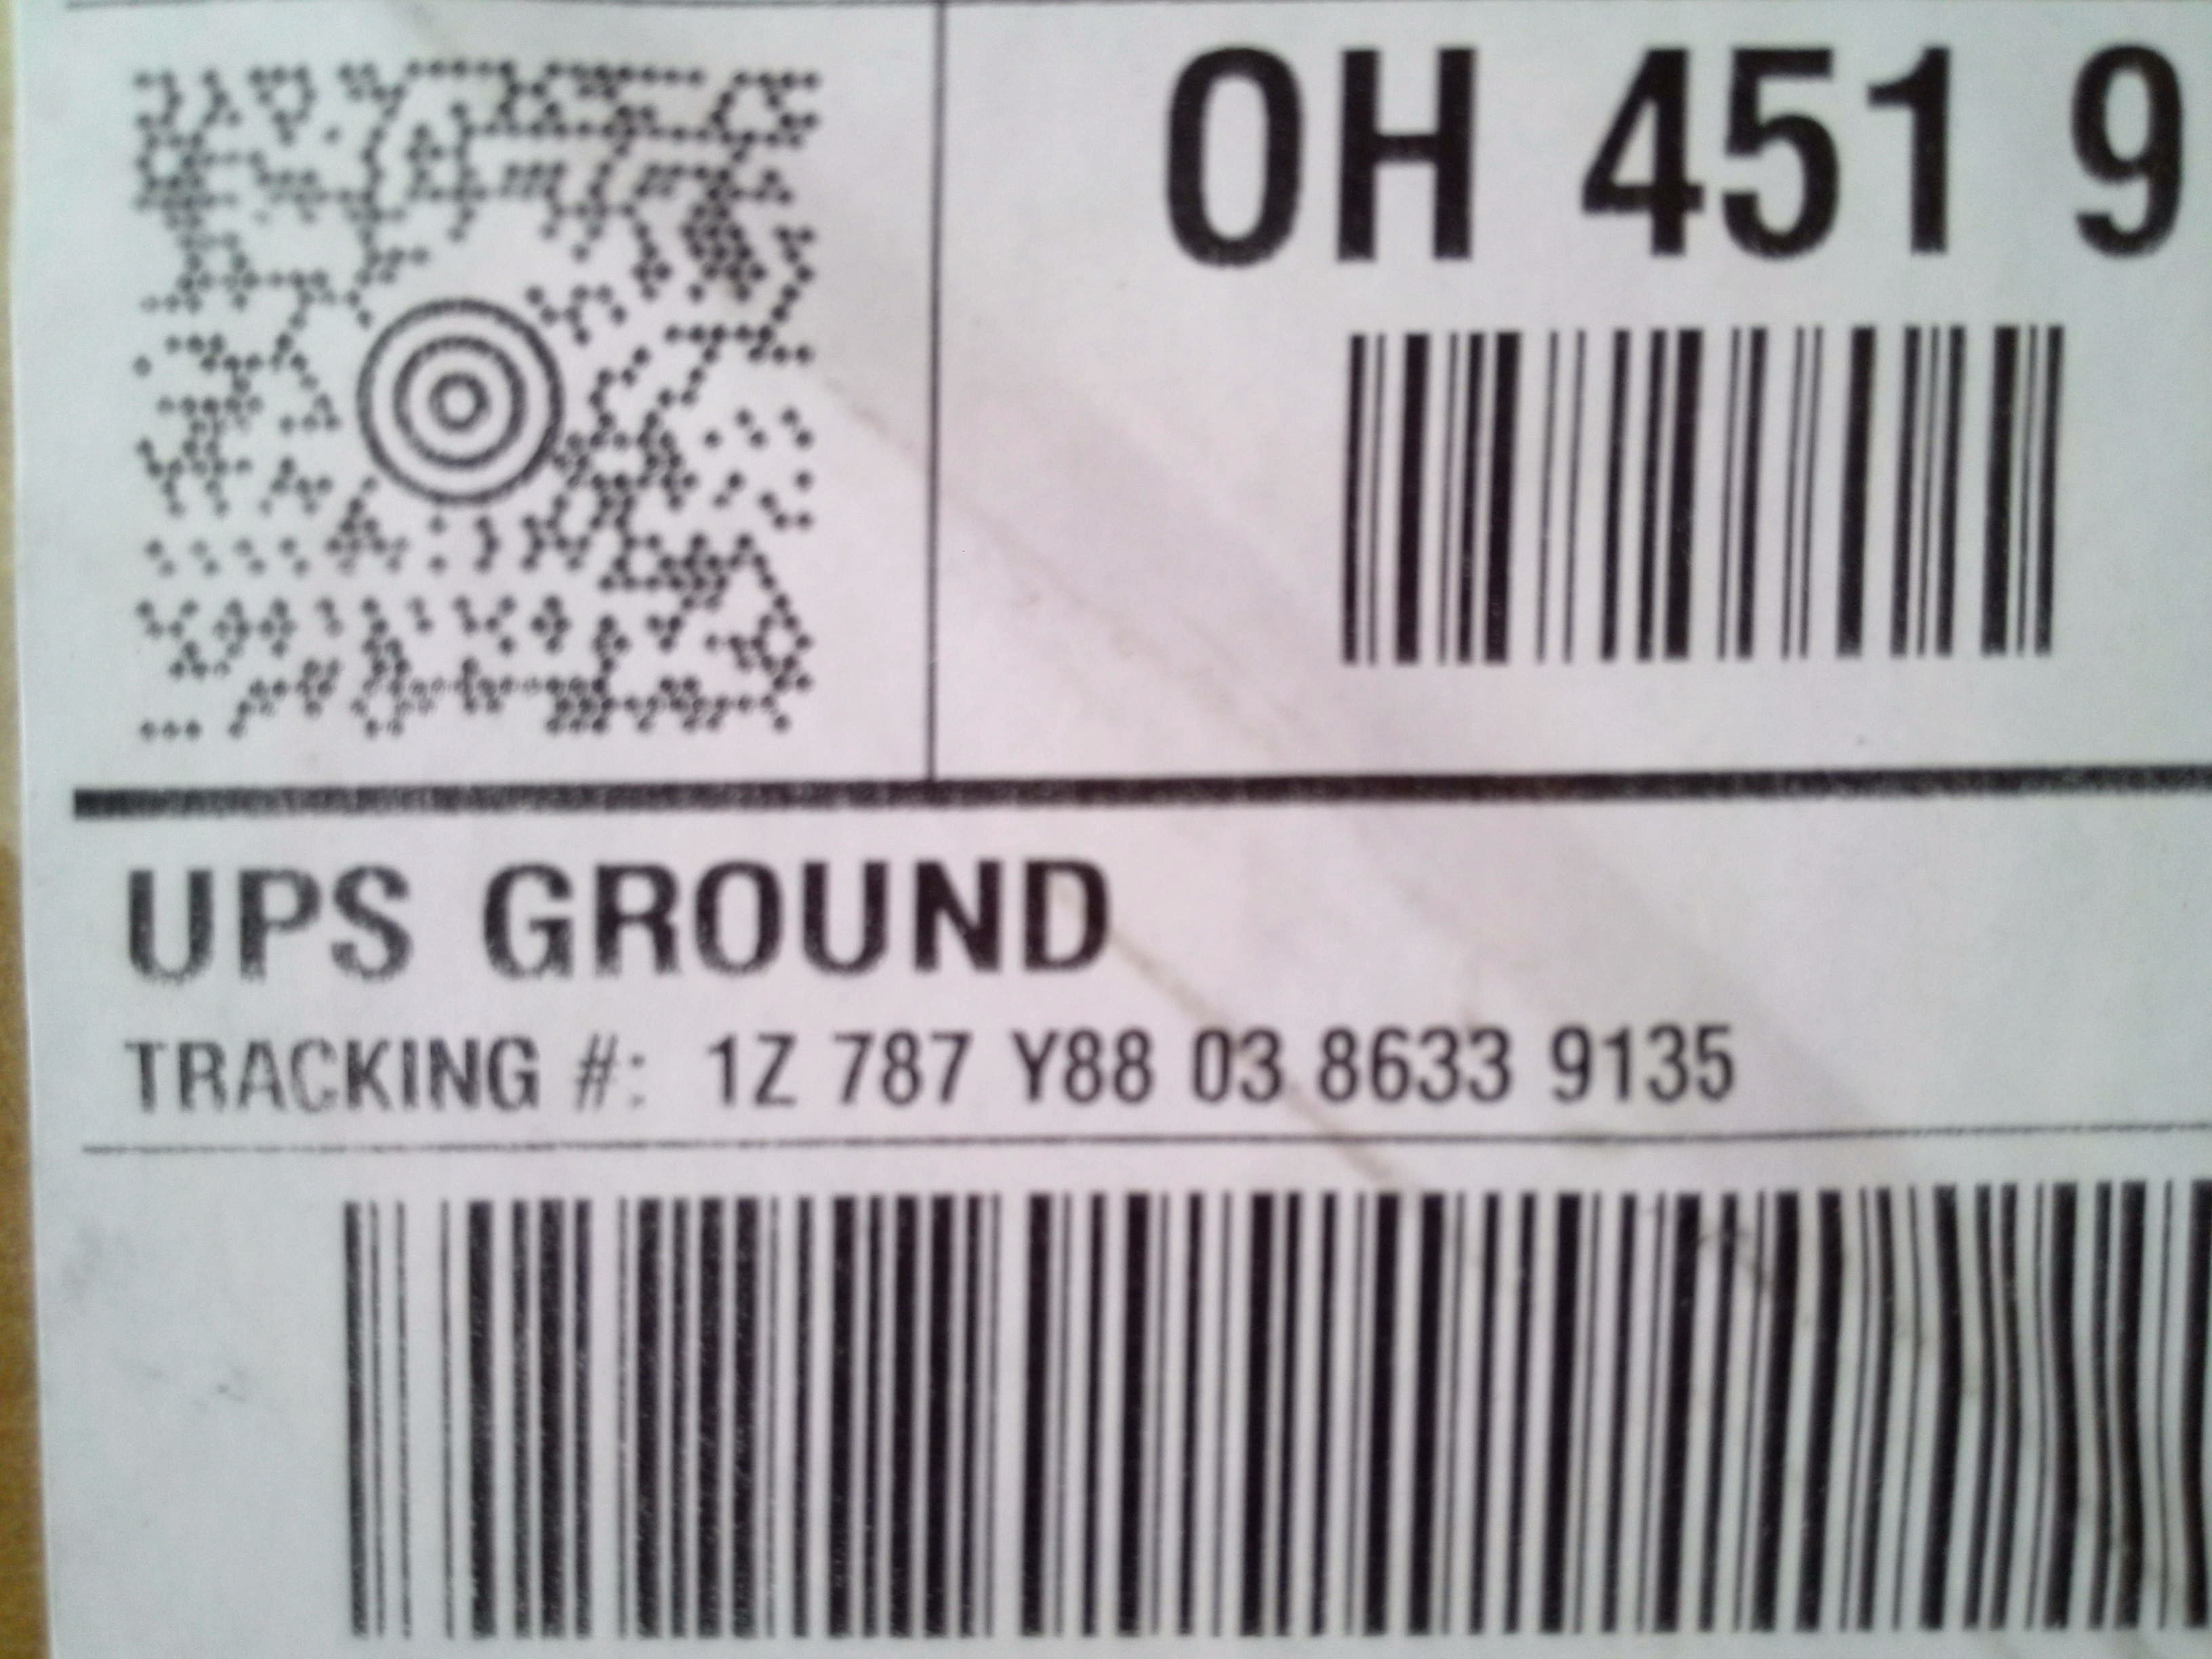 OH 451 9
UPS GROUND
TRACKING #: 1Z 787 Y88 03 8633 9135